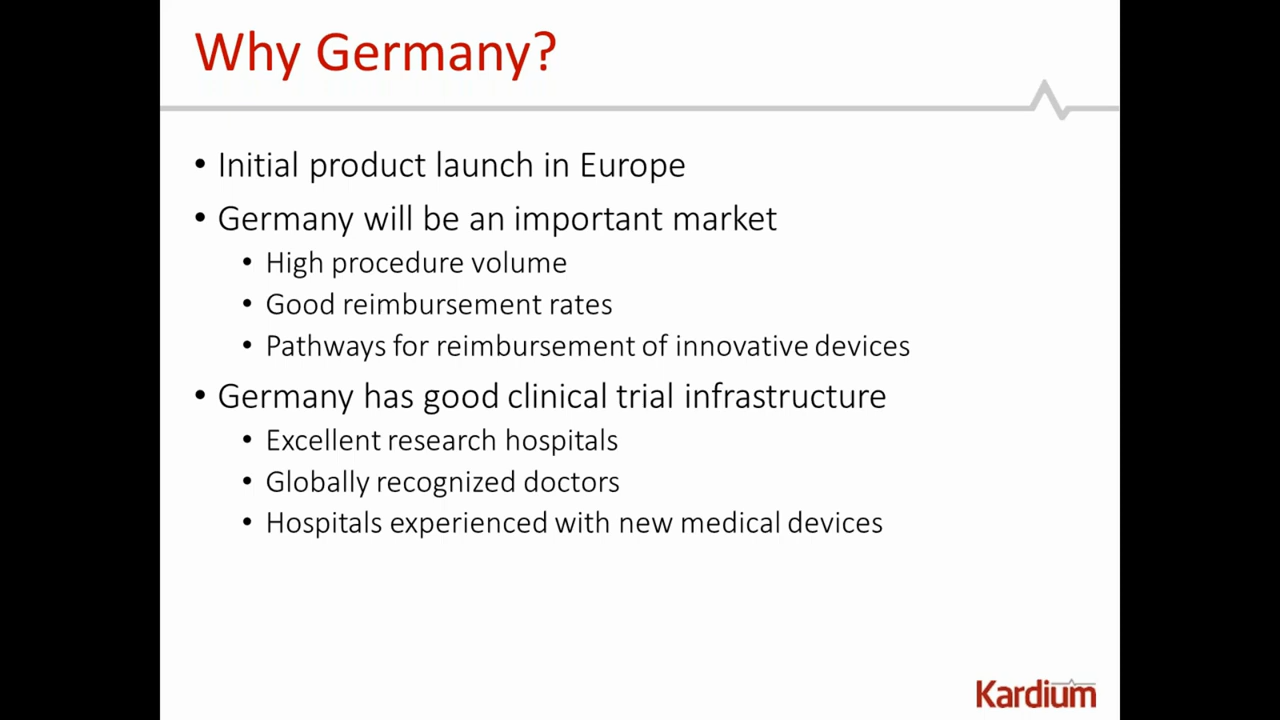 Why Germany?
• Initial product launch in Europe
• Germany will be an important market
• High procedure volume
• Good reimbursement rates
• Pathways for reimbursement of innovative devices
• Germany has good clinical trial infrastructure
• Excellent research hospitals
• Globally recognized doctors
• Hospitals experienced with new medical devices
Kardium